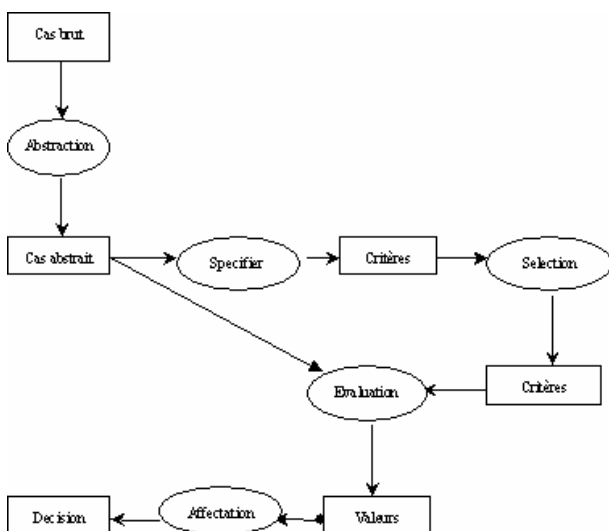 Cas brut
Abstraction
Cas abstrait
Specifier
Critères
Selection
Evaluation
Critères
Decision
Affectation
Valeurs